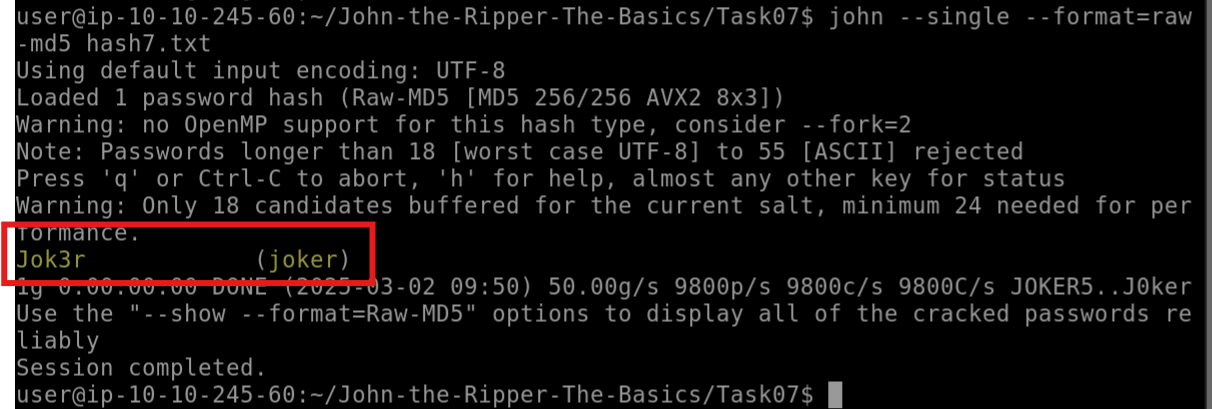 user@ip-10-10-245-60:~/John-the-Ripper-The-Basics/Task07$ john --single --format=raw
-md5 hash7.txt
Using default input encoding: UTF-8
Loaded 1 password hash (Raw-MD5 [MD5 256/256 AVX2 8x3])
Warning: no OpenMP support for this hash type, consider --fork=2
Note: Passwords longer than 18 [worst case UTF-8] to 55 [ASCII] rejected
Press 'q' or Ctrl-C to abort, 'h' for help, almost any other key for status
Warning: Only 18 candidates buffered for the current salt, minimum 24 needed for per
formance.
Jok3r            (joker)
1g 0:00:00:00 DONE (2025-03-02 09:50) 50.00g/s 9800p/s 9800c/s 9800C/s JOKER5..J0ker
Use the "--show --format=Raw-MD5" options to display all of the cracked passwords re
liably
Session completed.
user@ip-10-10-245-60:~/John-the-Ripper-The-Basics/Task07$